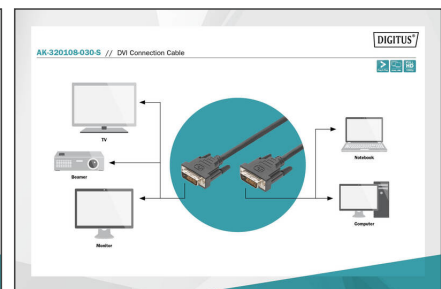 DIGITUS®
AK-320108-030-S // DVI Connection Cable
TV
Notebook
Beamer
Computer
Monitor